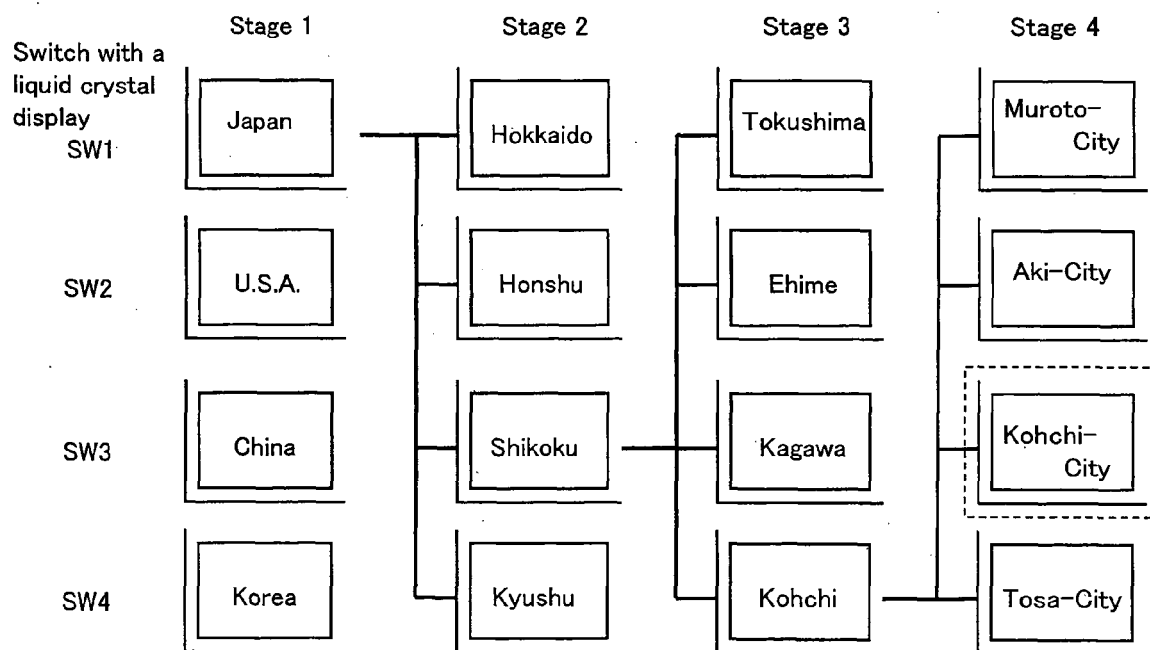 Stage 1
Stage 2
Stage 3
Stage 4
Switch with a
liquid crystal
display
SW1
Japan
Hokkaido
Tokushima
Muroto-
City
SW2
U.S.A.
Honshu
Ehime
Aki-City
SW3
China
Shikoku
Kagawa
Kohchi-
City
SW4
Korea
Kyushu
Kohchi
Tosa-City